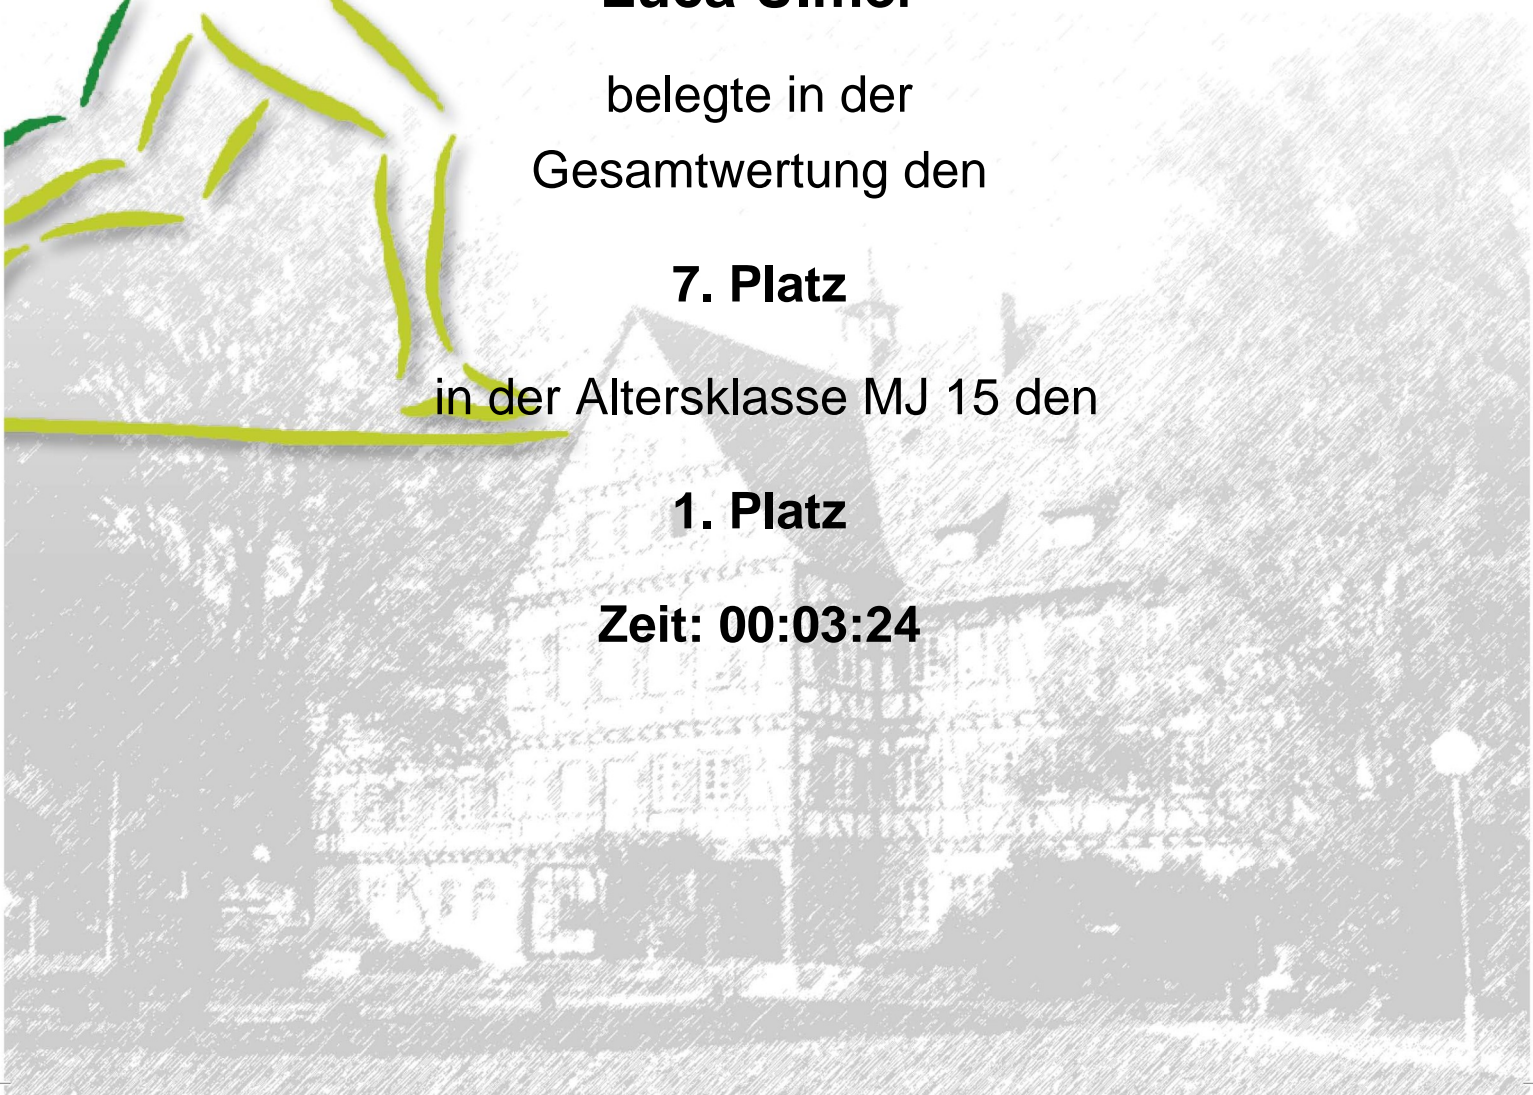 belegte in der
Gesamtwertung den
7. Platz
in der Altersklasse MJ 15 den
1. Platz
Zeit: 00:03:24